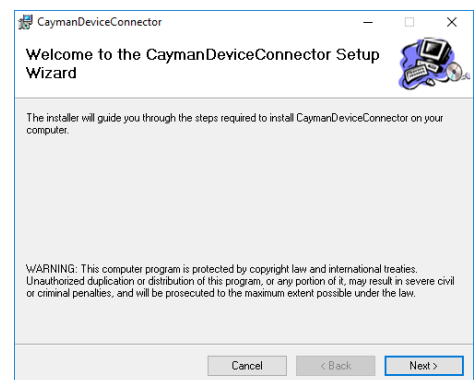 CaymanDeviceConnector
Welcome to the CaymanDeviceConnector Setup
Wizard
The installer will guide you through the steps required to install CaymanDeviceConnector on your
computer.
WARNING: This computer program is protected by copyright law and international treaties.
Unauthorized duplication or distribution of this program, or any portion of it, may result in severe civil
or criminal penalties, and will be prosecuted to the maximum extent possible under the law.
Cancel
< Back
Next >